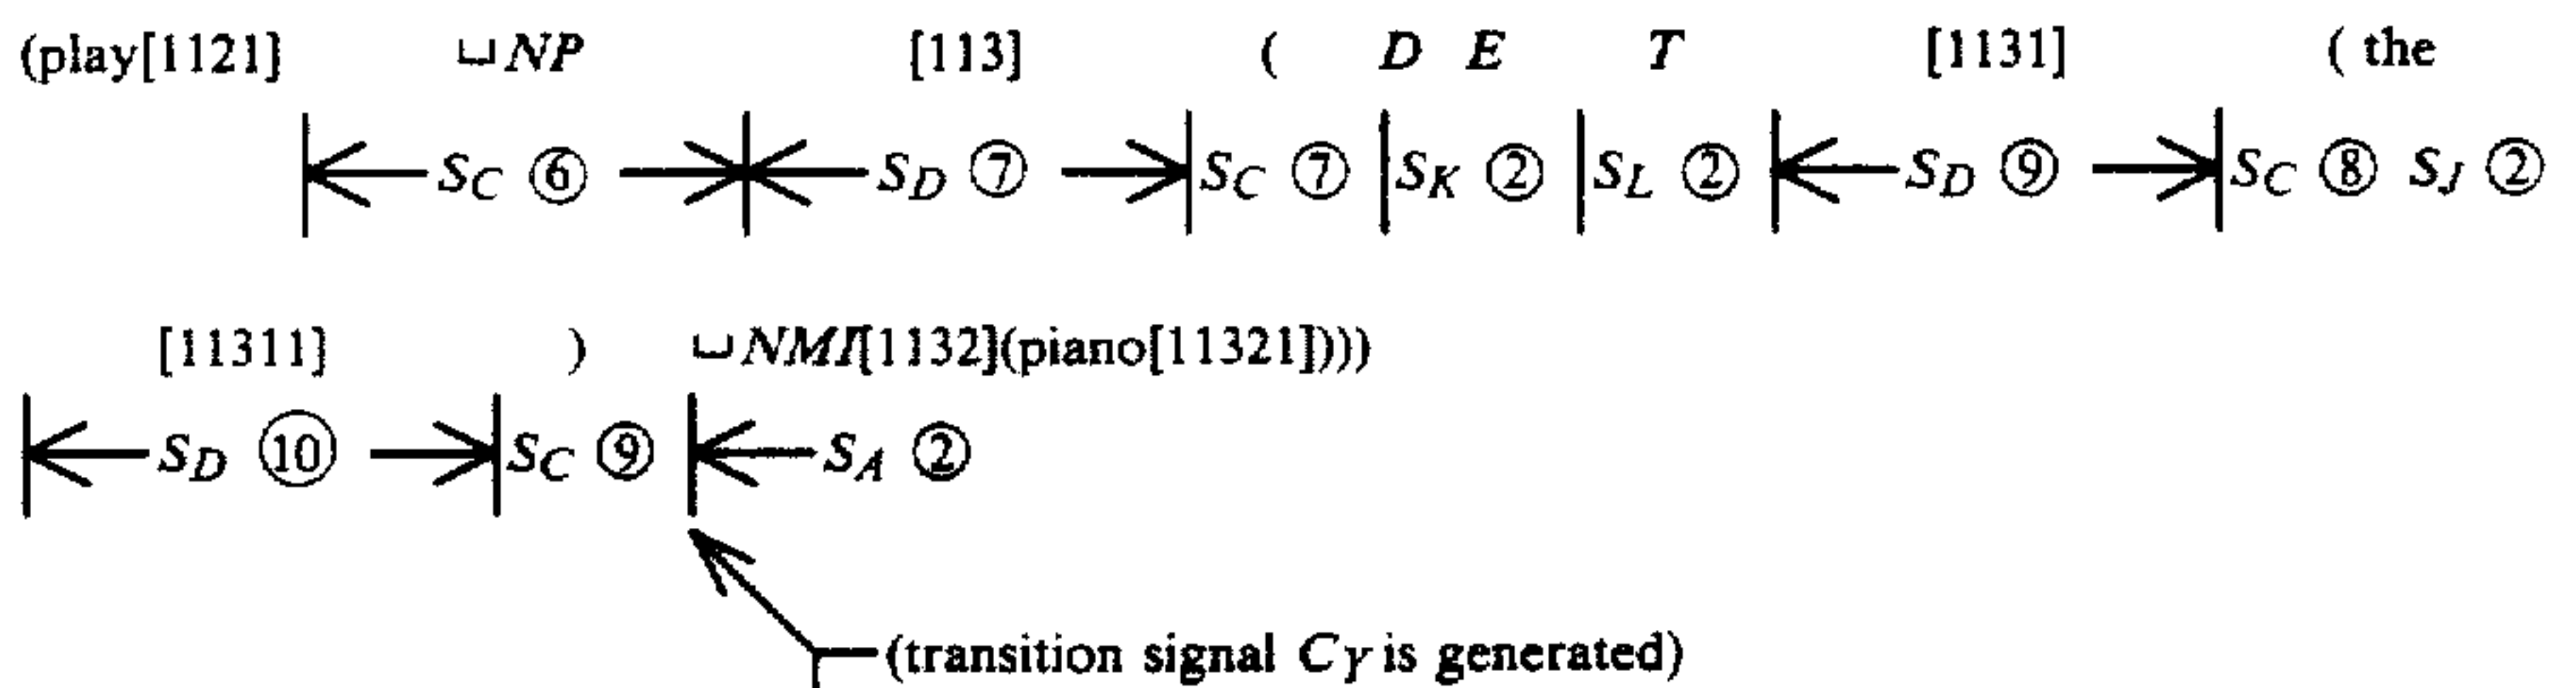 (play[1121] ␣NP [113] ( D E T [1131] ( the
S_C ⑥ S_D ⑦ S_C ⑦ S_K ② S_L ② S_D ⑨ S_C ⑧ S_J ②
[11311] ) ␣NMI[1132](piano[11321])))
S_D ⑩ S_C ⑨ S_A ②
(transition signal Cγ is generated)